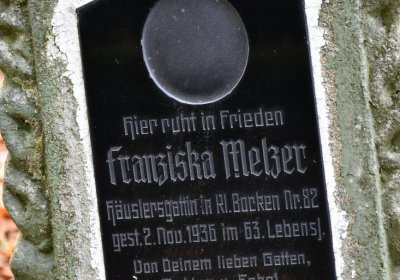 Hier ruht in Frieden
Franziska Melzer
Häuslersgattin in Kl. Borken Nr. 82
gest. 2. Nov. 1936 im 63. Lebensj.
Von Deinem lieben Gatten,